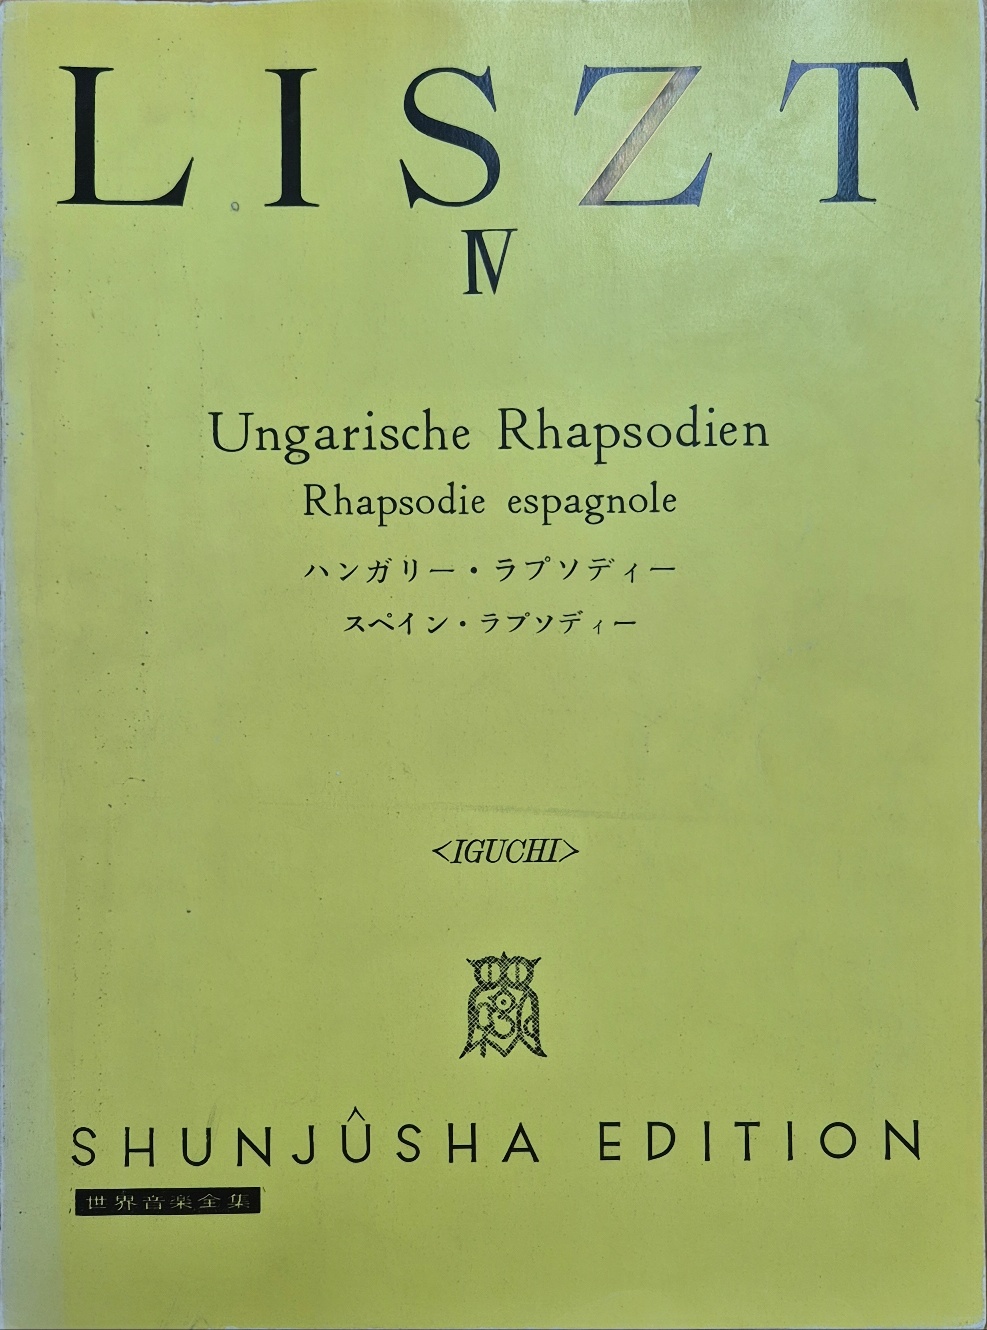 LISZT
IV
Ungarische Rhapsodien
Rhapsodie espagnole
ハンガリー・ラプソディー
スペイン・ラプソディー
<IGUCHI>
SHUNJÛSHA EDITION
世界音楽全集